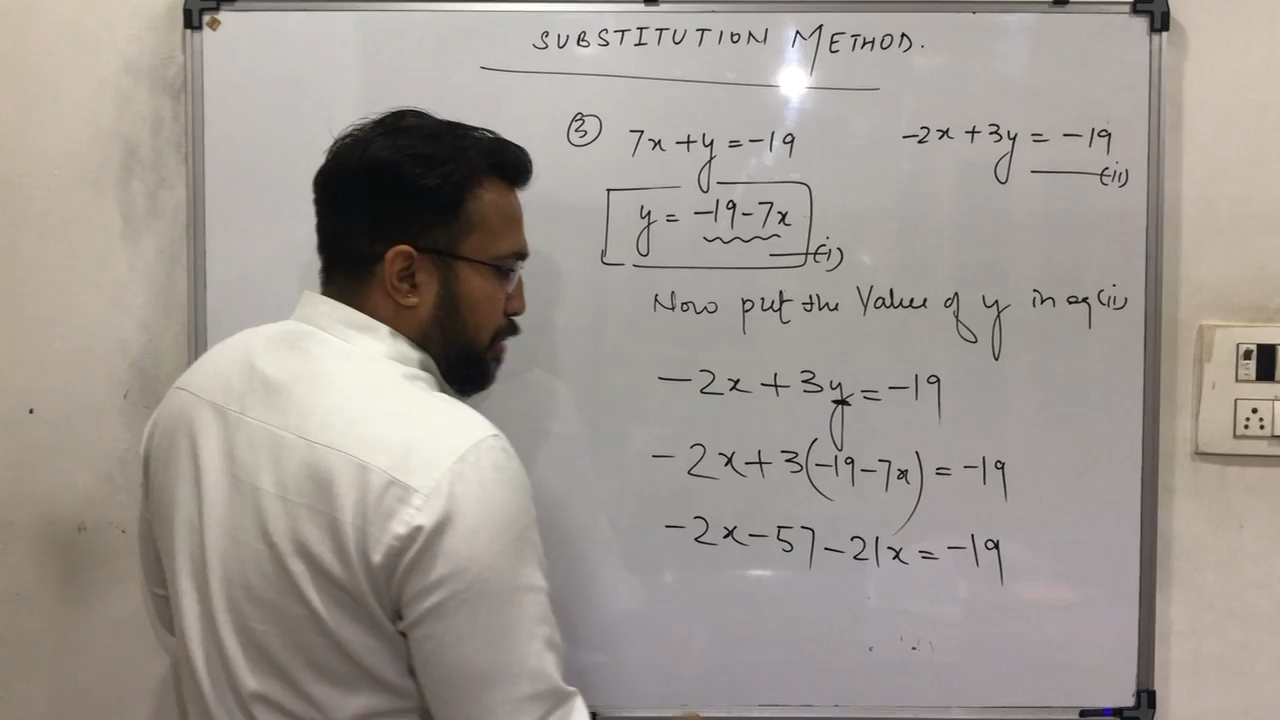 SUBSTITUTION METHOD.
③ 7x+y=-19 -2x+3y=-19
(ii)
y=-19-7x
(i)
Now put the Value of y in eq(ii)
-2x+3y=-19
-2x+3(-19-7x)=-19
-2x-57-21x=-19